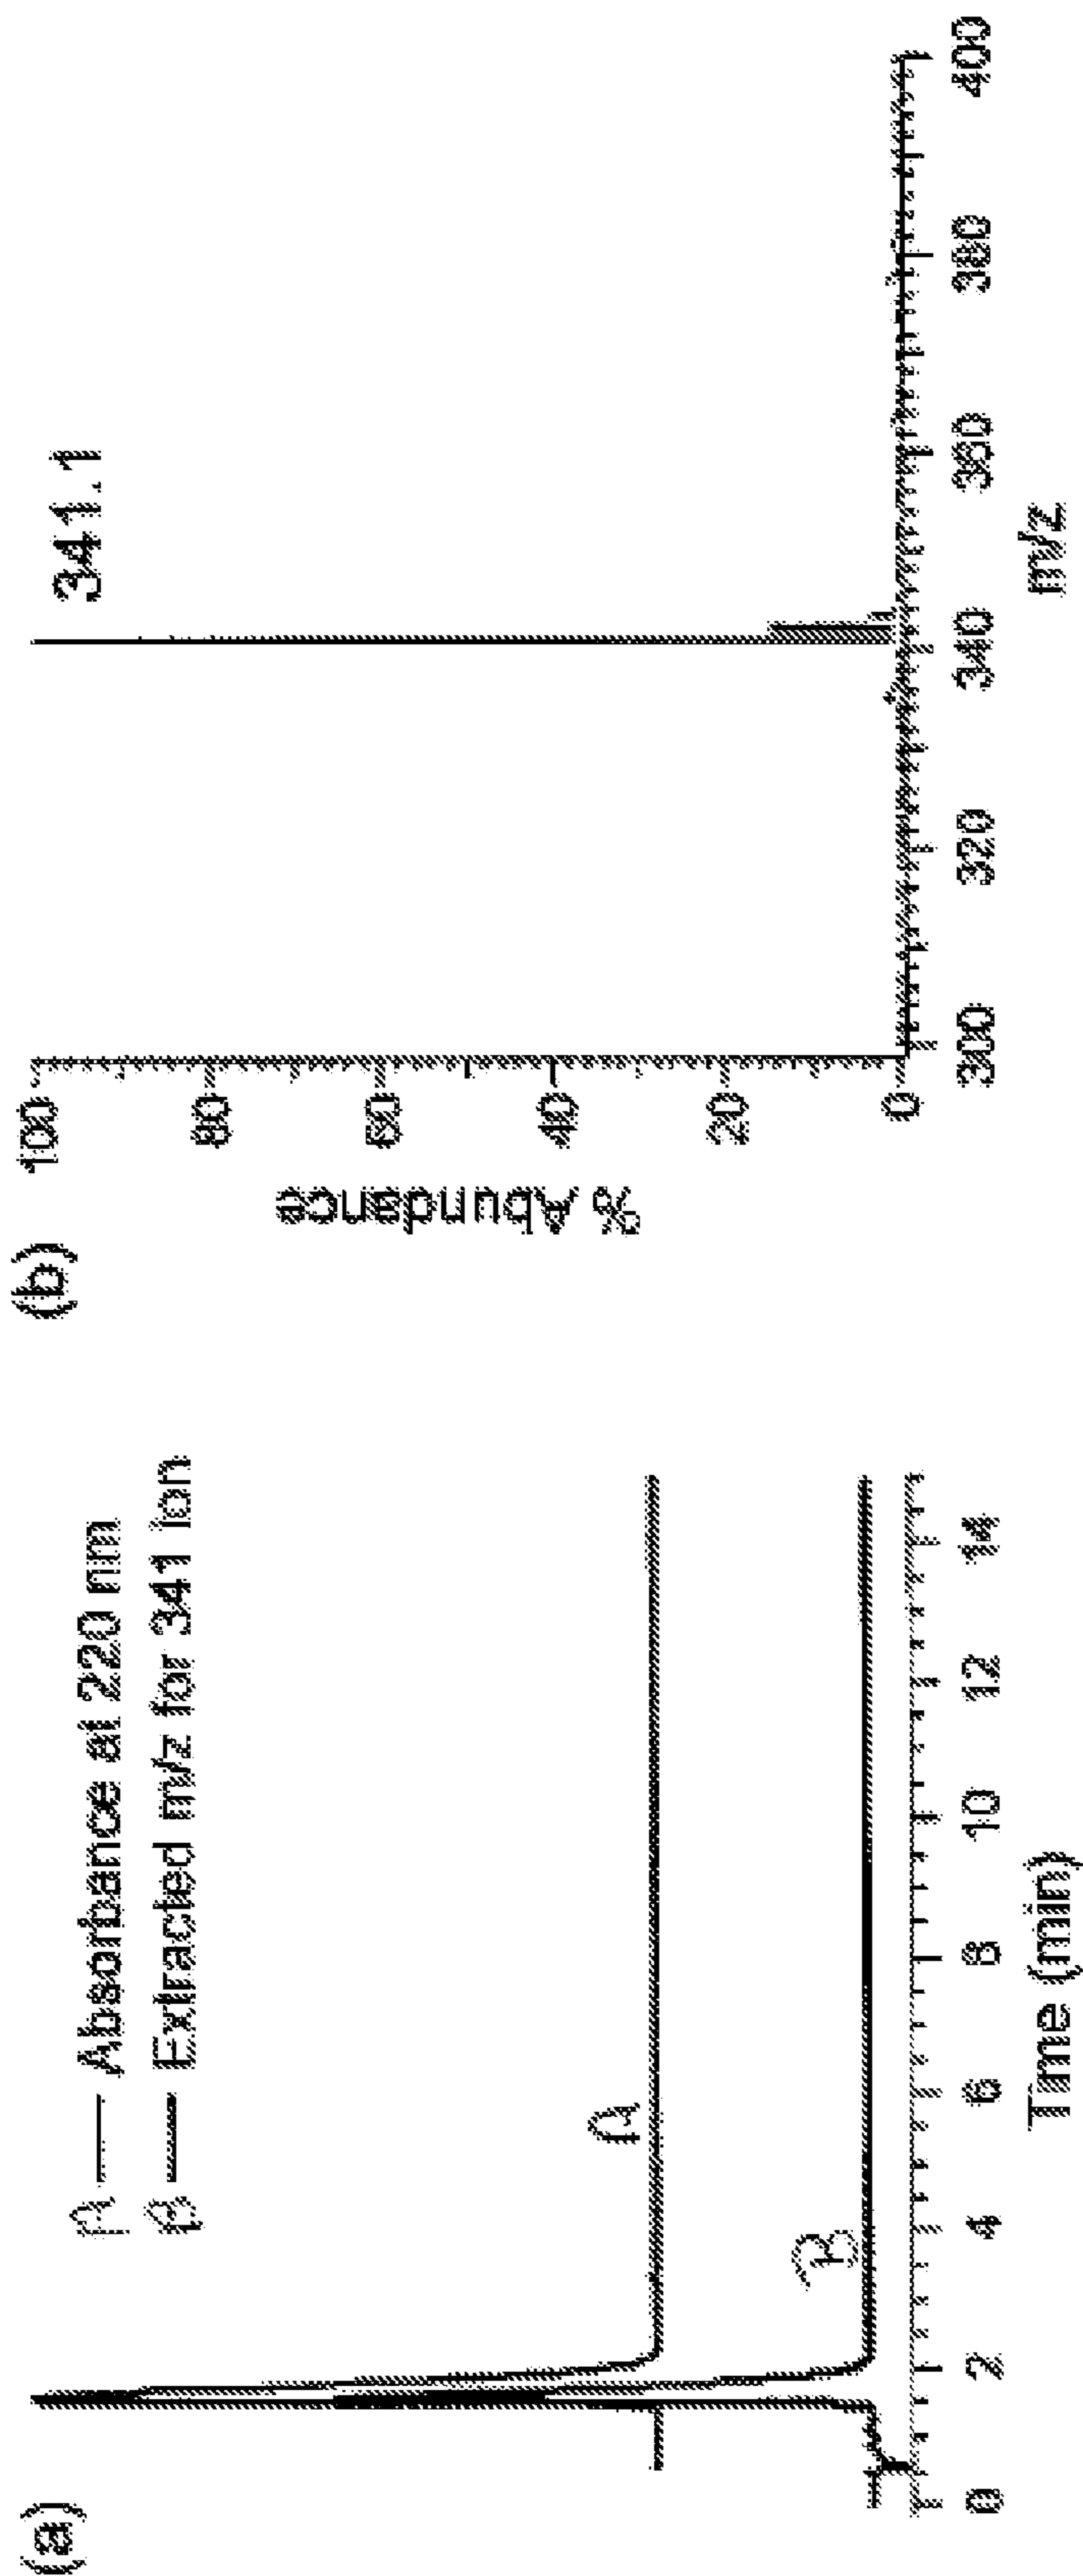 (a)
A — Absorbance at 220 nm
B — Extracted m/z for 341 ion
A
B
0 2 4 6 8 10 12 14
Time (min)
(b)
341.1
100
80
60
40
20
0
% Abundance
300 320 340 360 380 400
m/z